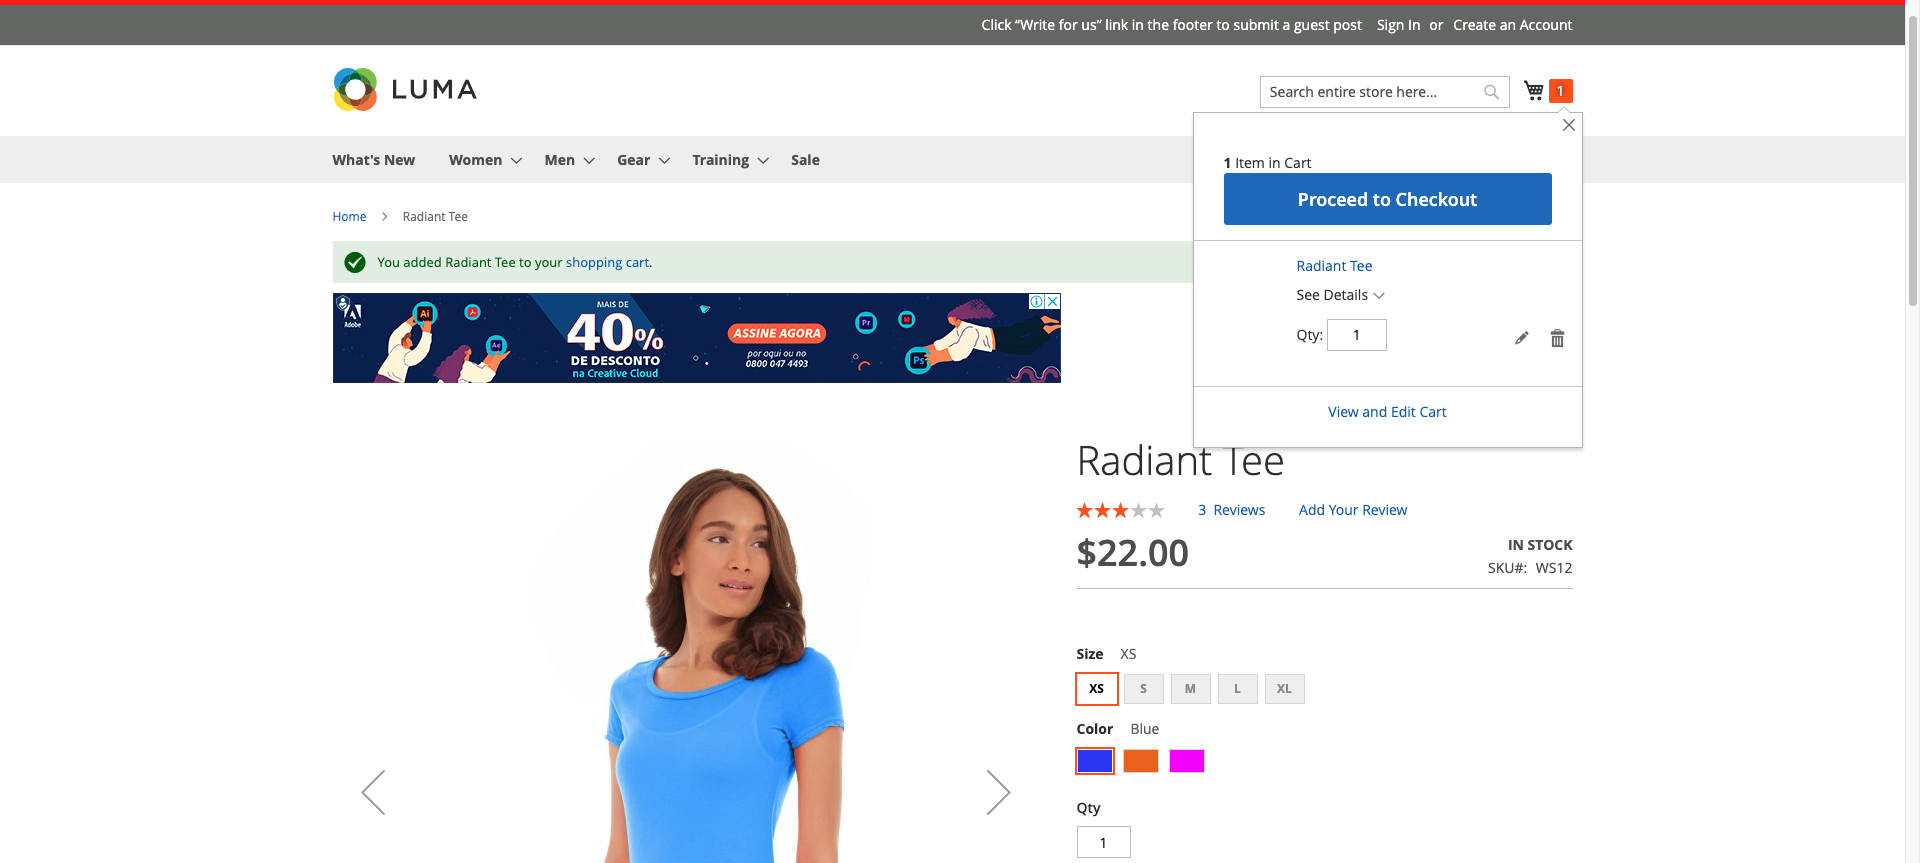 Click “Write for us” link in the footer to submit a guest post Sign In or Create an Account
LUMA
Search entire store here...
1
What's New Women Men Gear Training Sale
1 Item in Cart
Proceed to Checkout
Radiant Tee
See Details
Qty: 1
View and Edit Cart
Home Radiant Tee
You added Radiant Tee to your shopping cart.
Adobe
Ai
Ae
MAIS DE
40%
DE DESCONTO
na Creative Cloud
ASSINE AGORA
por aqui ou no
0800 047 4493
Pr
Id
Ps
Radiant Tee
3 Reviews Add Your Review
$22.00
IN STOCK
SKU#: WS12
Size XS
XS S M L XL
Color Blue
Qty
1